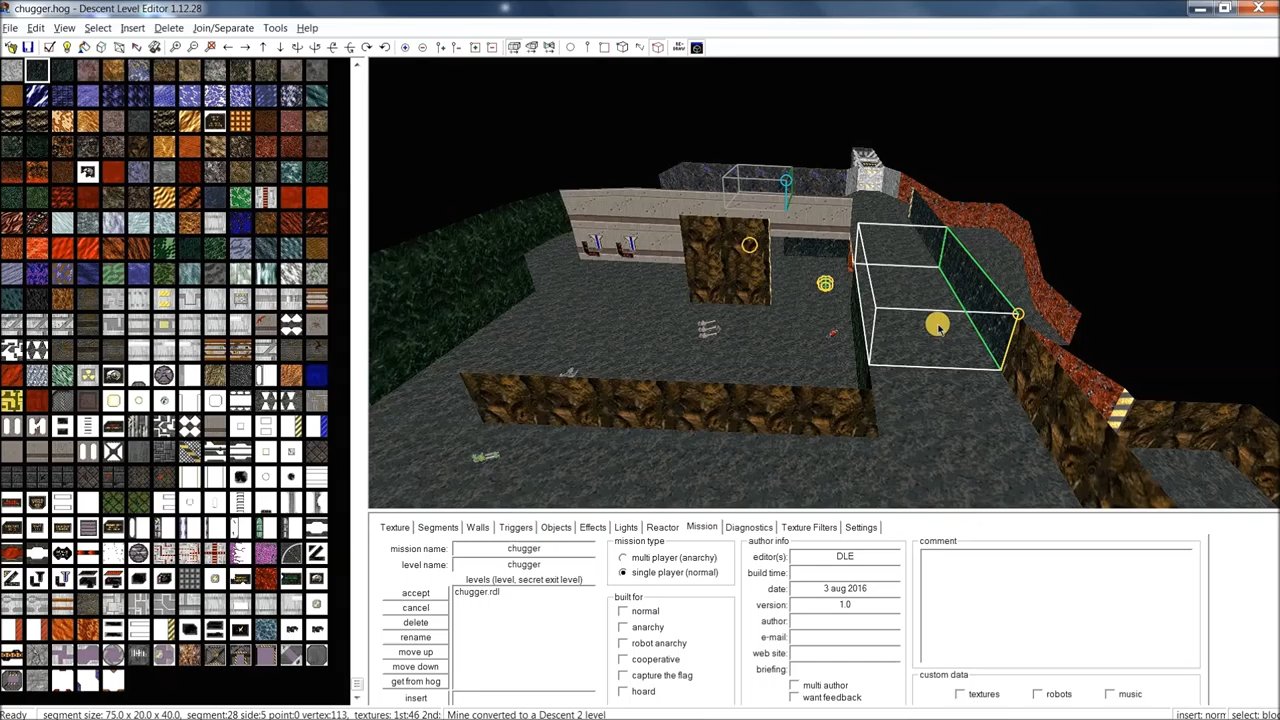 chugger.hog - Descent Level Editor 1.12.28
File Edit View Select Insert Delete Join/Separate Tools Help
RE-
DRAW
Texture Segments Walls Triggers Objects Effects Lights Reactor Mission Diagnostics Texture Filters Settings
mission name: chugger
level name: chugger
levels (level, secret exit level)
chugger.rdl
accept
cancel
delete
rename
move up
move down
get from hog
insert
mission type
multi player (anarchy)
single player (normal)
built for
normal
anarchy
robot anarchy
cooperative
capture the flag
hoard
author info
editor(s): DLE
build time:
date: 3 aug 2016
version: 1.0
author:
e-mail:
web site:
briefing:
multi author
want feedback
comment
custom data
textures robots music
Ready segment size: 75.0 x 20.0 x 40.0, segment:28 side:5 point:0 vertex:113, textures: 1st:46 2nd: Mine converted to a Descent 2 level insert: norn select: blo